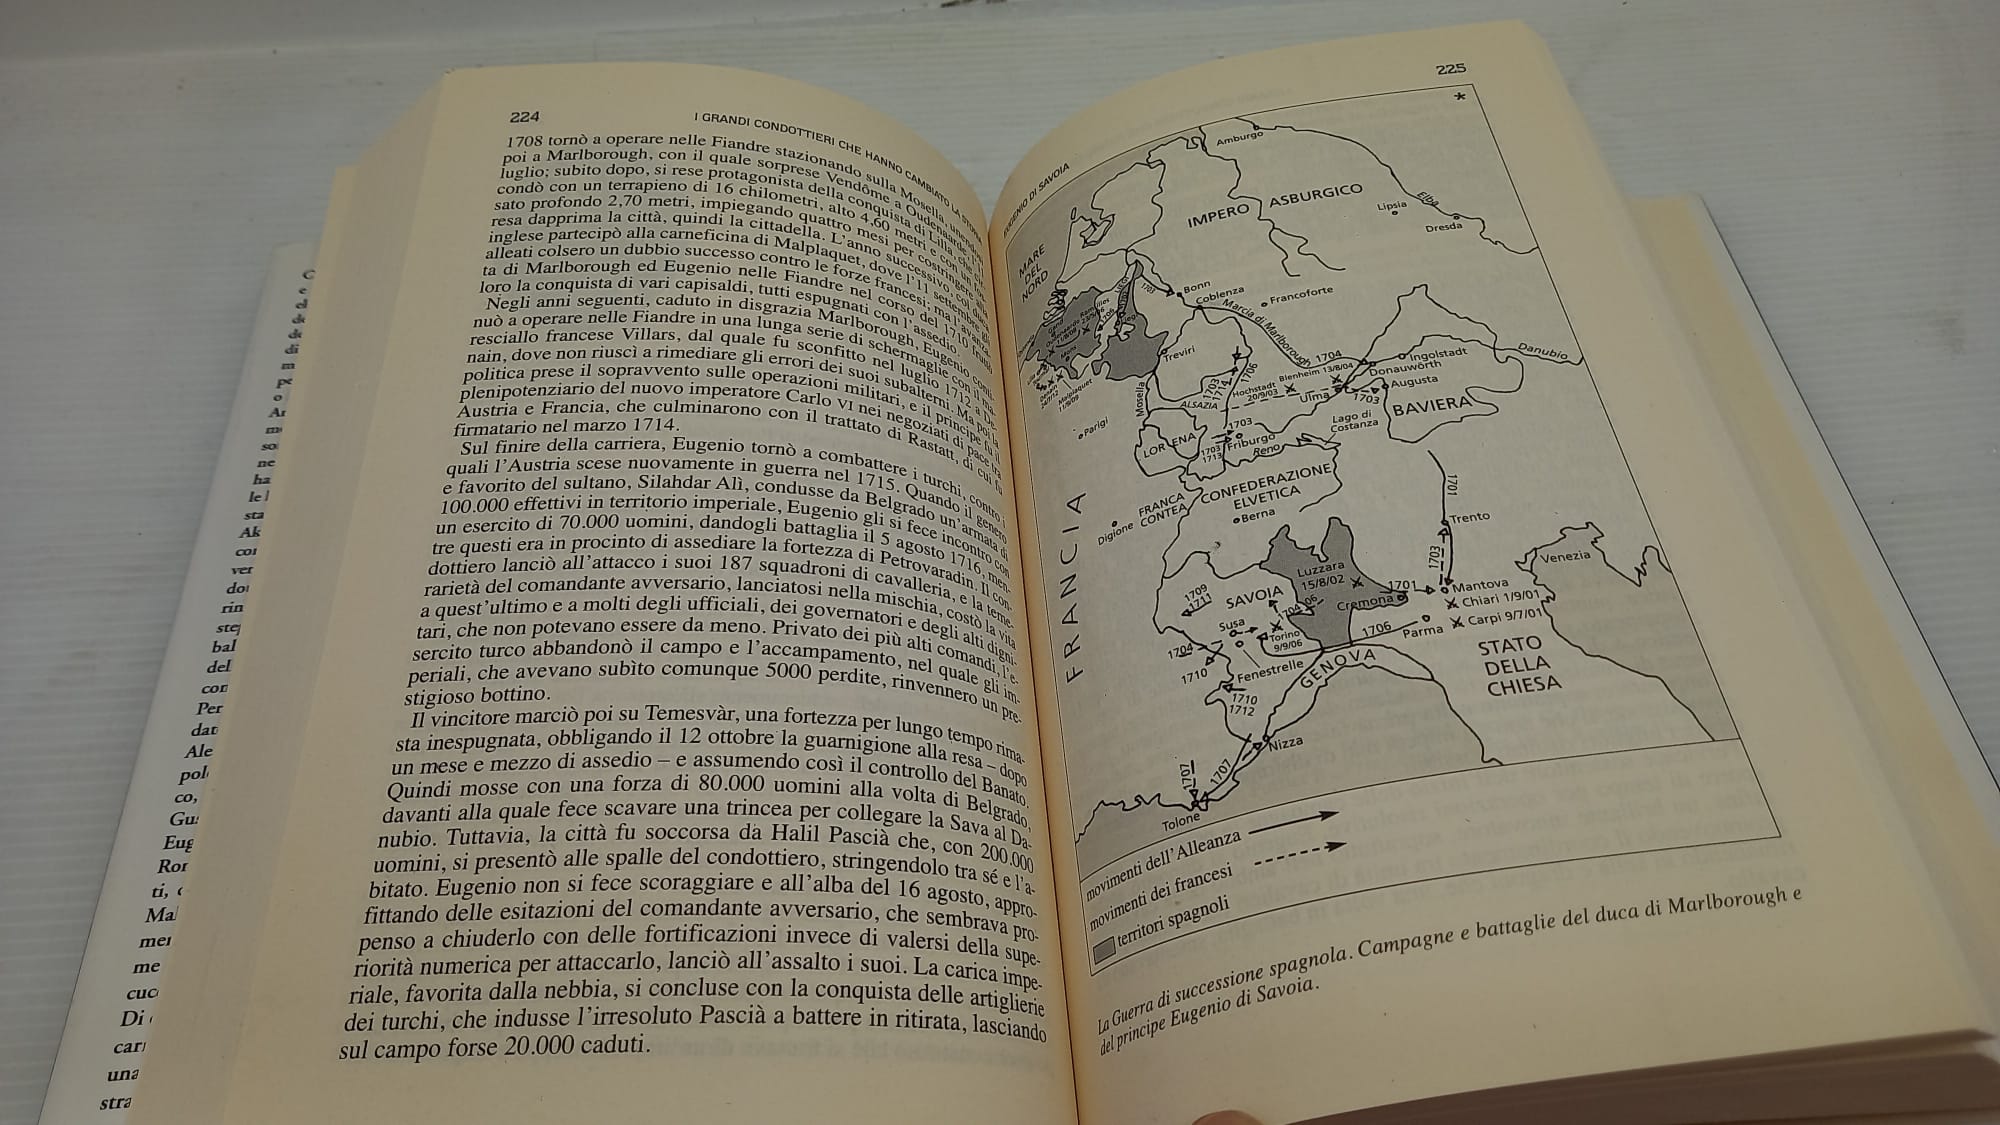 224
I GRANDI CONDOTTIERI CHE HANNO CAMBIATO LA STORIA
1708 tornò a operare nelle Fiandre stazionando sulla Mosella, unendosi
poi a Marlborough, con il quale sorprese Vendôme a Oudenaarde
luglio; subito dopo, si rese protagonista della conquista di Lilla, che
condò con un terrapieno di 16 chilometri, alto 4,60 metri e con un fos-
sato profondo 2,70 metri, impiegando quattro mesi per costringere alla
resa dapprima la città, quindi la cittadella. L'anno successivo, col duca
inglese partecipò alla carneficina di Malplaquet, dove l'11 settembre gli
alleati colsero un dubbio successo contro le forze francesi; ma l'avanza-
ta di Marlborough ed Eugenio nelle Fiandre nel corso del 1710 fruttò
loro la conquista di vari capisaldi, tutti espugnati con l'assedio.
Negli anni seguenti, caduto in disgrazia Marlborough, Eugenio conti-
nuò a operare nelle Fiandre in una lunga serie di schermaglie con il ma-
resciallo francese Villars, dal quale fu sconfitto nel luglio 1712 a De-
nain, dove non riuscì a rimediare gli errori dei suoi subalterni. Ma poi la
politica prese il sopravvento sulle operazioni militari, e il principe fu il
plenipotenziario del nuovo imperatore Carlo VI nei negoziati di pace tra
Austria e Francia, che culminarono con il trattato di Rastatt, di cui fu
firmatario nel marzo 1714.
Sul finire della carriera, Eugenio tornò a combattere i turchi, contro i
quali l'Austria scese nuovamente in guerra nel 1715. Quando il genero
e favorito del sultano, Silahdar Alì, condusse da Belgrado un'armata di
100.000 effettivi in territorio imperiale, Eugenio gli si fece incontro con
un esercito di 70.000 uomini, dandogli battaglia il 5 agosto 1716, men-
tre questi era in procinto di assediare la fortezza di Petrovaradin. Il con-
dottiero lanciò all'attacco i suoi 187 squadroni di cavalleria, e la teme-
rarietà del comandante avversario, lanciatosi nella mischia, costò la vita
a quest'ultimo e a molti degli ufficiali, dei governatori e degli alti digni-
tari, che non potevano essere da meno. Privato dei più alti comandi, l'e-
sercito turco abbandonò il campo e l'accampamento, nel quale gli im-
periali, che avevano subìto comunque 5000 perdite, rinvennero un pre-
stigioso bottino.
Il vincitore marciò poi su Temesvàr, una fortezza per lungo tempo rima-
sta inespugnata, obbligando il 12 ottobre la guarnigione alla resa – dopo
un mese e mezzo di assedio – e assumendo così il controllo del Banato.
Quindi mosse con una forza di 80.000 uomini alla volta di Belgrado,
davanti alla quale fece scavare una trincea per collegare la Sava al Da-
nubio. Tuttavia, la città fu soccorsa da Halil Pascià che, con 200.000
uomini, si presentò alle spalle del condottiero, stringendolo tra sé e l'a-
bitato. Eugenio non si fece scoraggiare e all'alba del 16 agosto, appro-
fittando delle esitazioni del comandante avversario, che sembrava pro-
penso a chiuderlo con delle fortificazioni invece di valersi della supe-
riorità numerica per attaccarlo, lanciò all'assalto i suoi. La carica impe-
riale, favorita dalla nebbia, si concluse con la conquista delle artiglierie
dei turchi, che indusse l'irresoluto Pascià a battere in ritirata, lasciando
sul campo forse 20.000 caduti.
EUGENIO DI SAVOIA
225
*
Amburgo
IMPERO ASBURGICO
Elba
Lipsia
Dresda
MARE
DEL
NORD
1703
Bonn
Coblenza
Francoforte
Marcia di Marlborough
1704
Treviri
Mosella
Malplaquet
11/9/09
Parigi
1703
1714
1706
ALSAZIA
Hochstadt
20/9/03
Blenheim 13/8/04
Ingolstadt
Donauwörth
Danubio
Augusta
Ulma
1703
BAVIERA
LORENA
1703
1703
1713
Friburgo
Reno
Lago di
Costanza
FRANCIA
FRANCA
CONTEA
Digione
CONFEDERAZIONE
ELVETICA
Berna
1701
Trento
1703
Venezia
Luzzara
15/8/02
1701
Mantova
Chiari 1/9/01
Cremona
Carpi 9/7/01
Parma
1709
1711
SAVOIA
1704
06
Susa
Torino
9/9/06
1706
1704
1710
Fenestrelle
1710
1712
GENOVA
STATO
DELLA
CHIESA
Nizza
1707
1707
Tolone
movimenti dell'Alleanza
movimenti dei francesi
territori spagnoli
La Guerra di successione spagnola. Campagne e battaglie del duca di Marlborough e
del principe Eugenio di Savoia.